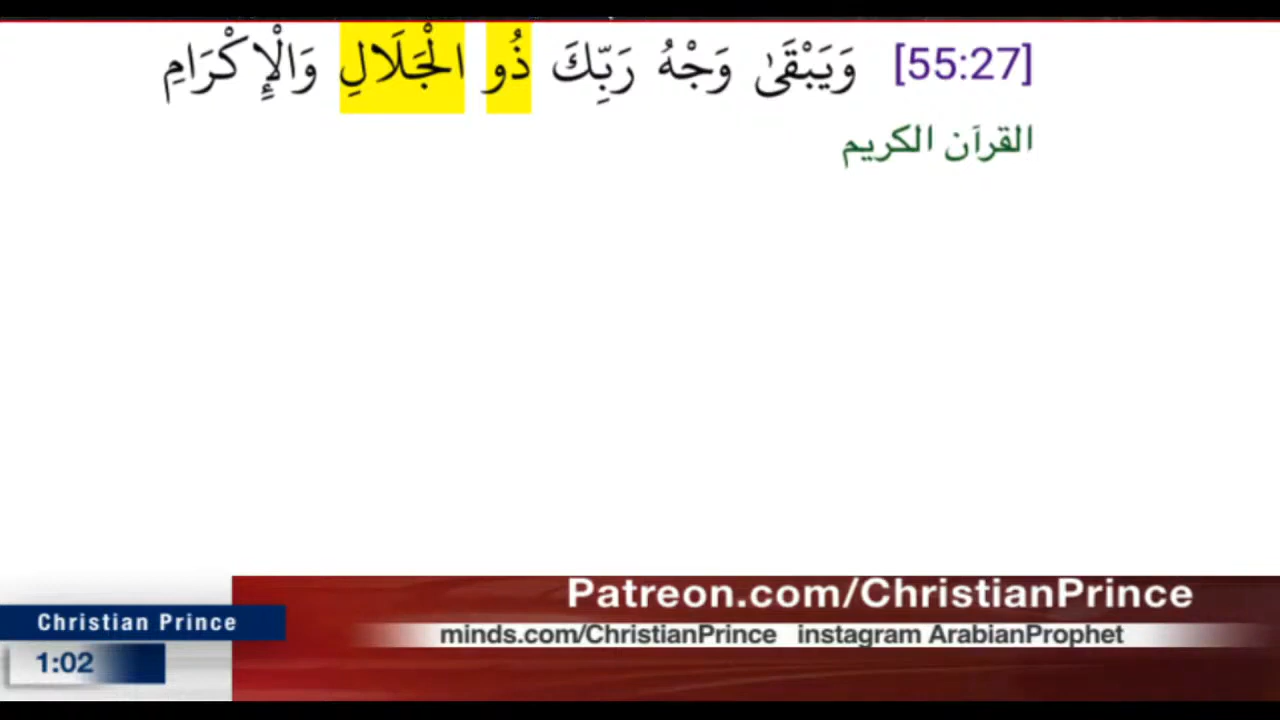 [55:27] وَيَبْقَىٰ وَجْهُ رَبِّكَ ذُو الْجَلَالِ وَالْإِكْرَامِ
القرآن الكريم
Patreon.com/ChristianPrince
Christian Prince
minds.com/ChristianPrince instagram ArabianProphet
1:02